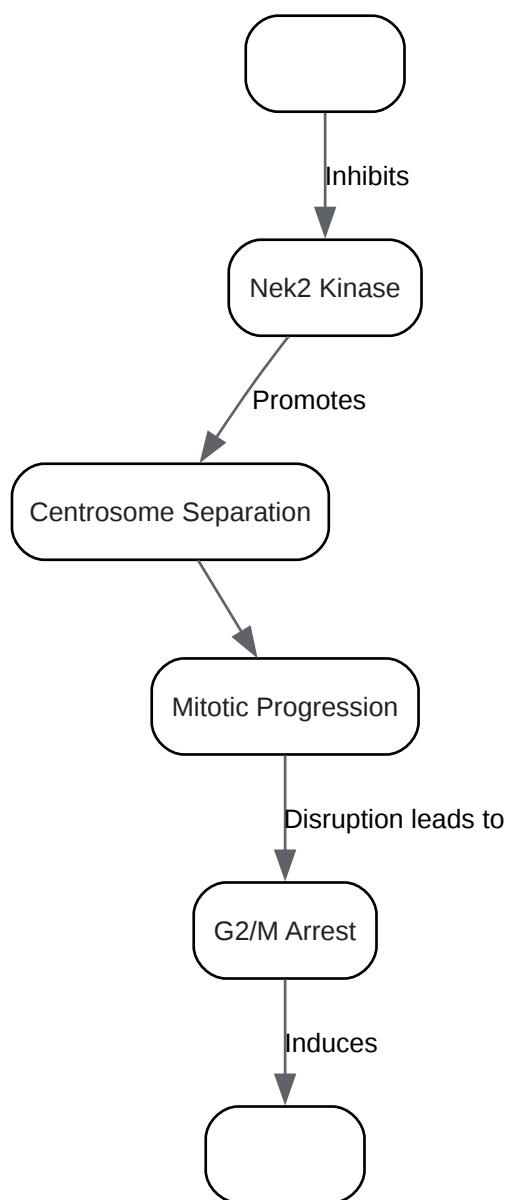 Inhibits
Nek2 Kinase
Promotes
Centrosome Separation
Mitotic Progression
Disruption leads to
G2/M Arrest
Induces